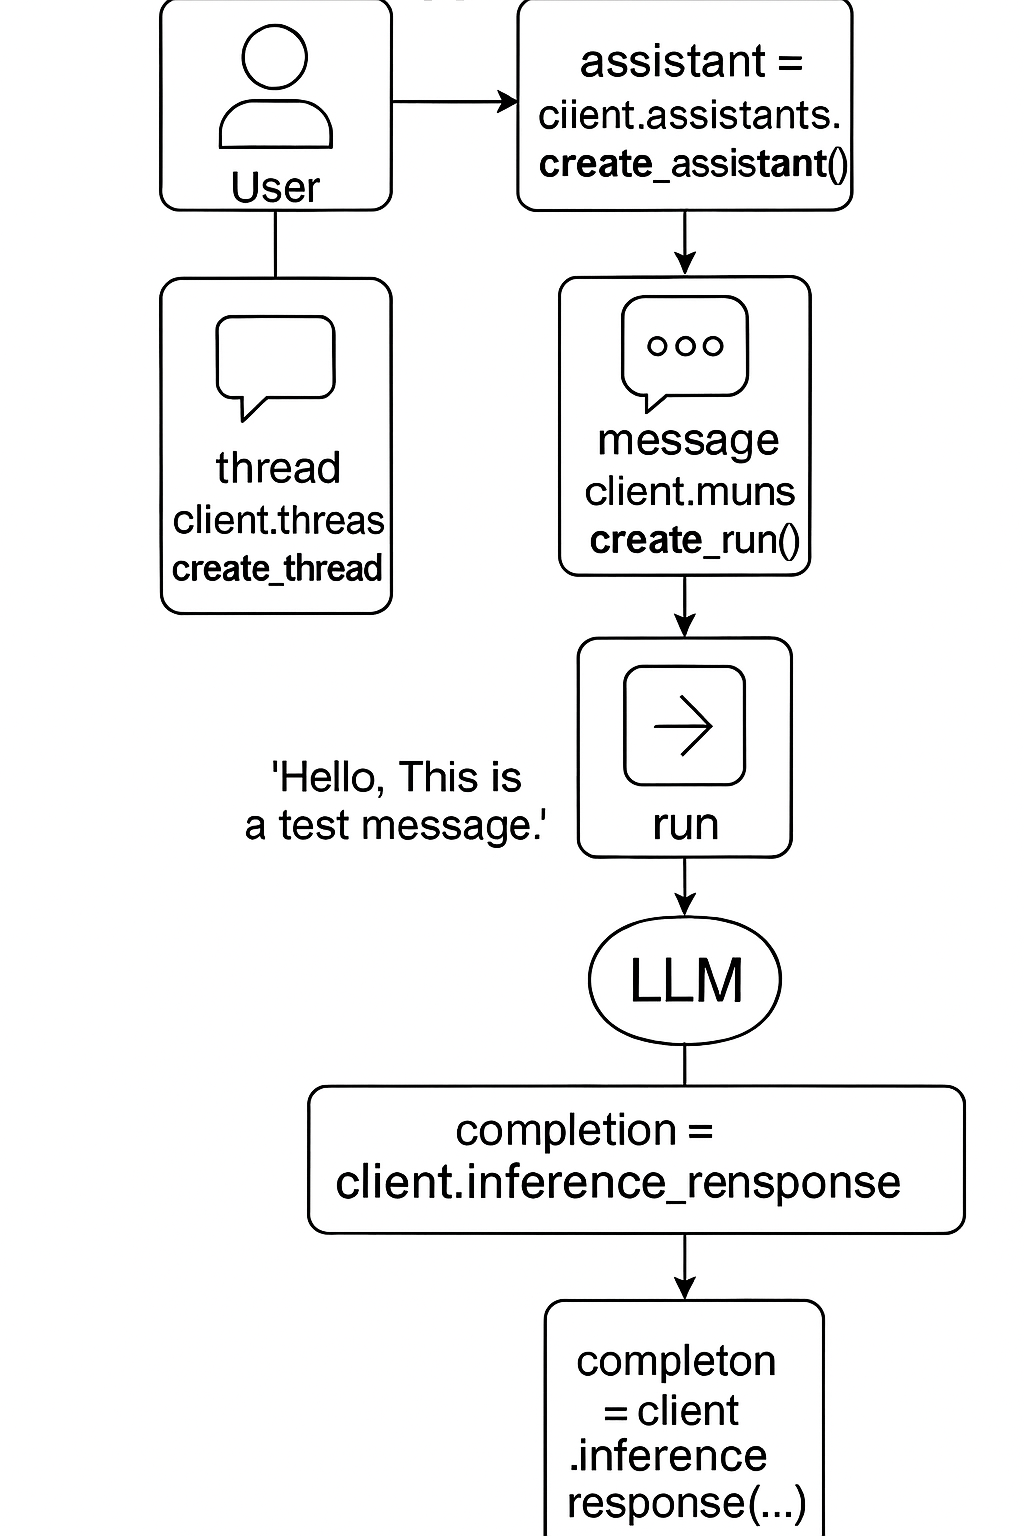 User
assistant =
ciient.assistants.
create_assistant()
thread
client.threas
create_thread
message
client.muns
create_run()
'Hello, This is
a test message.'
run
LLM
completion =
client.inference_rensponse
completon
= client
.inference
response(...)